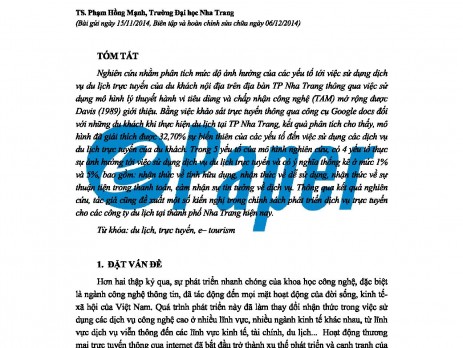 TS. Phạm Hồng Mạnh, Trường Đại học Nha Trang
(Bài gửi ngày 15/11/2014, Biên tập và hoàn chỉnh sửa chữa ngày 06/12/2014)
TÓM TẮT
Nghiên cứu nhằm phân tích mức độ ảnh hưởng của các yếu tố tới việc sử dụng dịch
vụ du lịch trực tuyến của du khách nội địa trên địa bàn TP Nha Trang thông qua việc sử
dụng mô hình lý thuyết hành vi tiêu dùng và chấp nhận công nghệ (TAM) mở rộng được
Davis (1989) giới thiệu. Bằng việc khảo sát trực tuyến thông qua công cụ Google docs đối
với những du khách khi thực hiện du lịch tại TP Nha Trang, kết quả phân tích cho thấy, mô
hình đã giải thích được 32,70% sự biến thiên của các yếu tố đến việc sử dụng các dịch vụ
du lịch trực tuyến của du khách. Trong 5 yếu tố của mô hình nghiên cứu, có 4 yếu tố thực
sự ảnh hưởng tới việc sử dụng dịch vụ du lịch trực tuyến và có ý nghĩa thống kê ở mức 1%
và 5%, bao gồm: nhận thức về tính hữu dụng, nhận thức về dễ sử dụng, nhận thức về sự
thuận tiện trong thanh toán, cảm nhận sự tin tưởng về dịch vụ. Thông qua kết quả nghiên
cứu, tác giả cũng đề xuất một số kiến nghị trong chính sách phát triển dịch vụ trực tuyến
cho các công ty du lịch tại thành phố Nha Trang hiện nay.
Từ khóa: du lịch, trực tuyến, e– tourism
1. ĐẶT VẤN ĐỀ
Hơn hai thập kỷ qua, sự phát triển nhanh chóng của khoa học công nghệ, đặc biệt
là ngành công nghệ thông tin, đã tác động đến mọi mặt hoạt động của đời sống, kinh tế-
xã hội của Việt Nam. Quá trình phát triển này đã làm thay đổi nhận thức trong việc ứng
dụng các dịch vụ công nghệ cao ở nhiều lĩnh vực, nhiều ngành kinh tế khác nhau, từ lĩnh
vực dịch vụ viễn thông đến các lĩnh vực kinh tế, tài chính, du lịch... Hoạt động thương
mại trực tuyến thông qua internet đã bắt đầu trở thành xu thế phát triển và cạnh tranh của